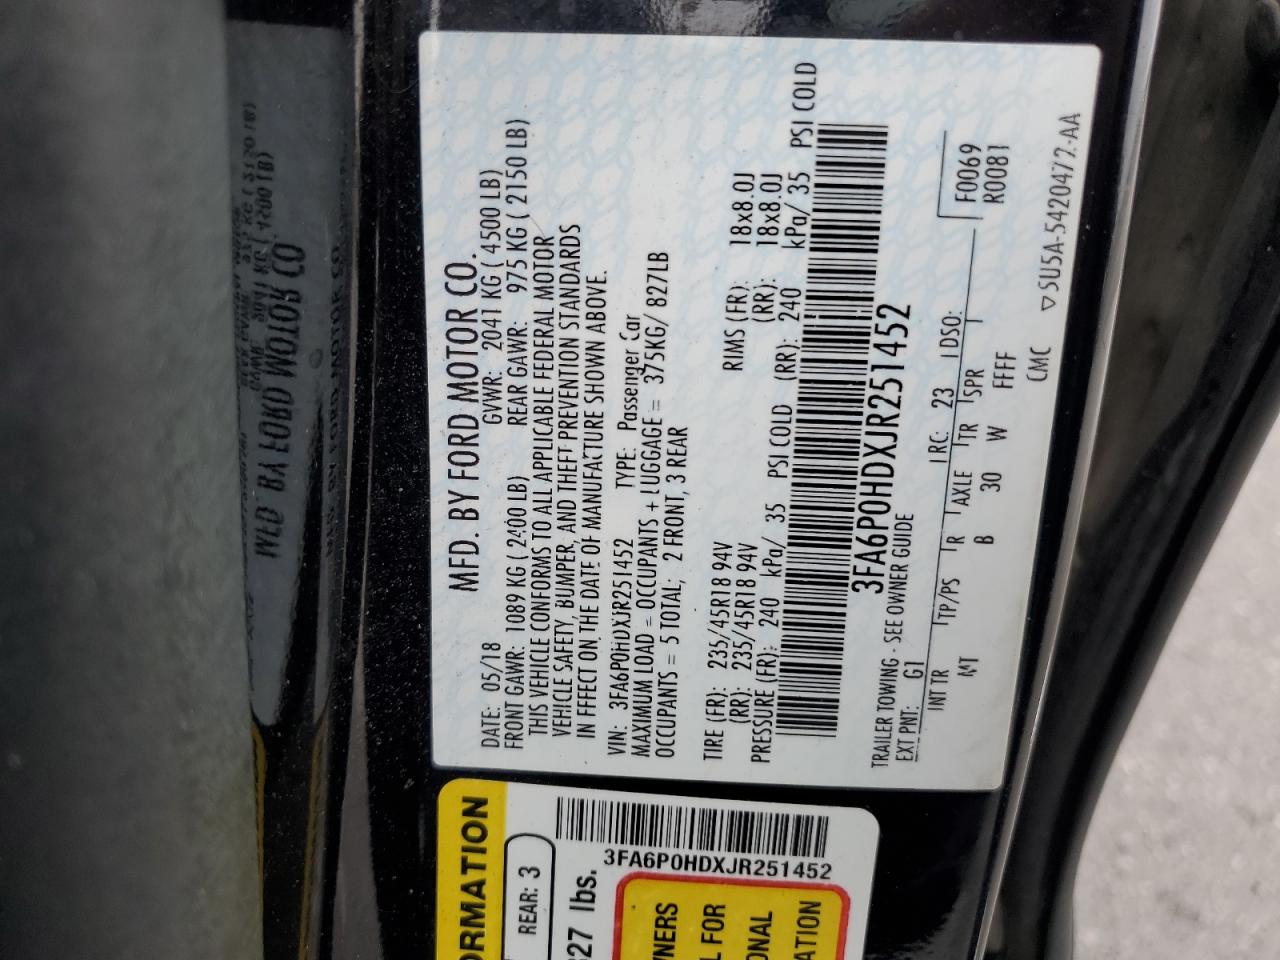 MFD. BY FORD MOTOR CO.
DATE: 05/18 GVWR: 2041 KG ( 4500 LB)
FRONT GAWR: 1089 KG ( 2400 LB) REAR GAWR: 975 KG ( 2150 LB)
THIS VEHICLE CONFORMS TO ALL APPLICABLE FEDERAL MOTOR
VEHICLE SAFETY, BUMPER, AND THEFT PREVENTION STANDARDS
IN EFFECT ON THE DATE OF MANUFACTURE SHOWN ABOVE.
VIN: 3FA6P0HDXJR251452 TYPE: Passenger Car
MAXIMUM LOAD = OCCUPANTS + LUGGAGE = 375KG/ 827LB
OCCUPANTS = 5 TOTAL; 2 FRONT, 3 REAR
TIRE (FR): 235/45R18 94V RIMS (FR): 18x8.0J
(RR): 235/45R18 94V (RR): 18x8.0J
PRESSURE (FR): 240 kPa/ 35 PSI COLD (RR): 240 kPa/ 35 PSI COLD
3FA6P0HDXJR251452
TRAILER TOWING - SEE OWNER GUIDE
EXT PNT: G1 RC: 23 DSO: F0069
INT TR TP/PS R AXLE TR SPR R0081
MT B 30 W FFFF
CMC ▽5U5A-5420472-AA
ORMATION
REAR: 3
827 lbs.
3FA6P0HDXJR251452
WNERS
L FOR
ONAL
ATION